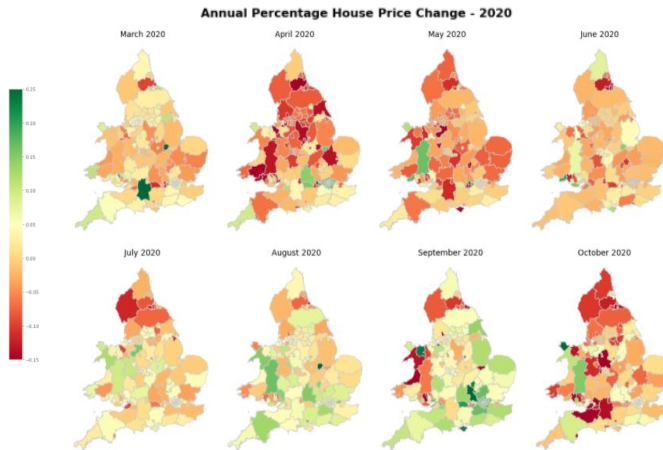 Annual Percentage House Price Change - 2020
March 2020
April 2020
May 2020
June 2020
0.25
0.20
0.15
0.10
0.05
0.00
−0.05
−0.10
−0.15
July 2020
August 2020
September 2020
October 2020